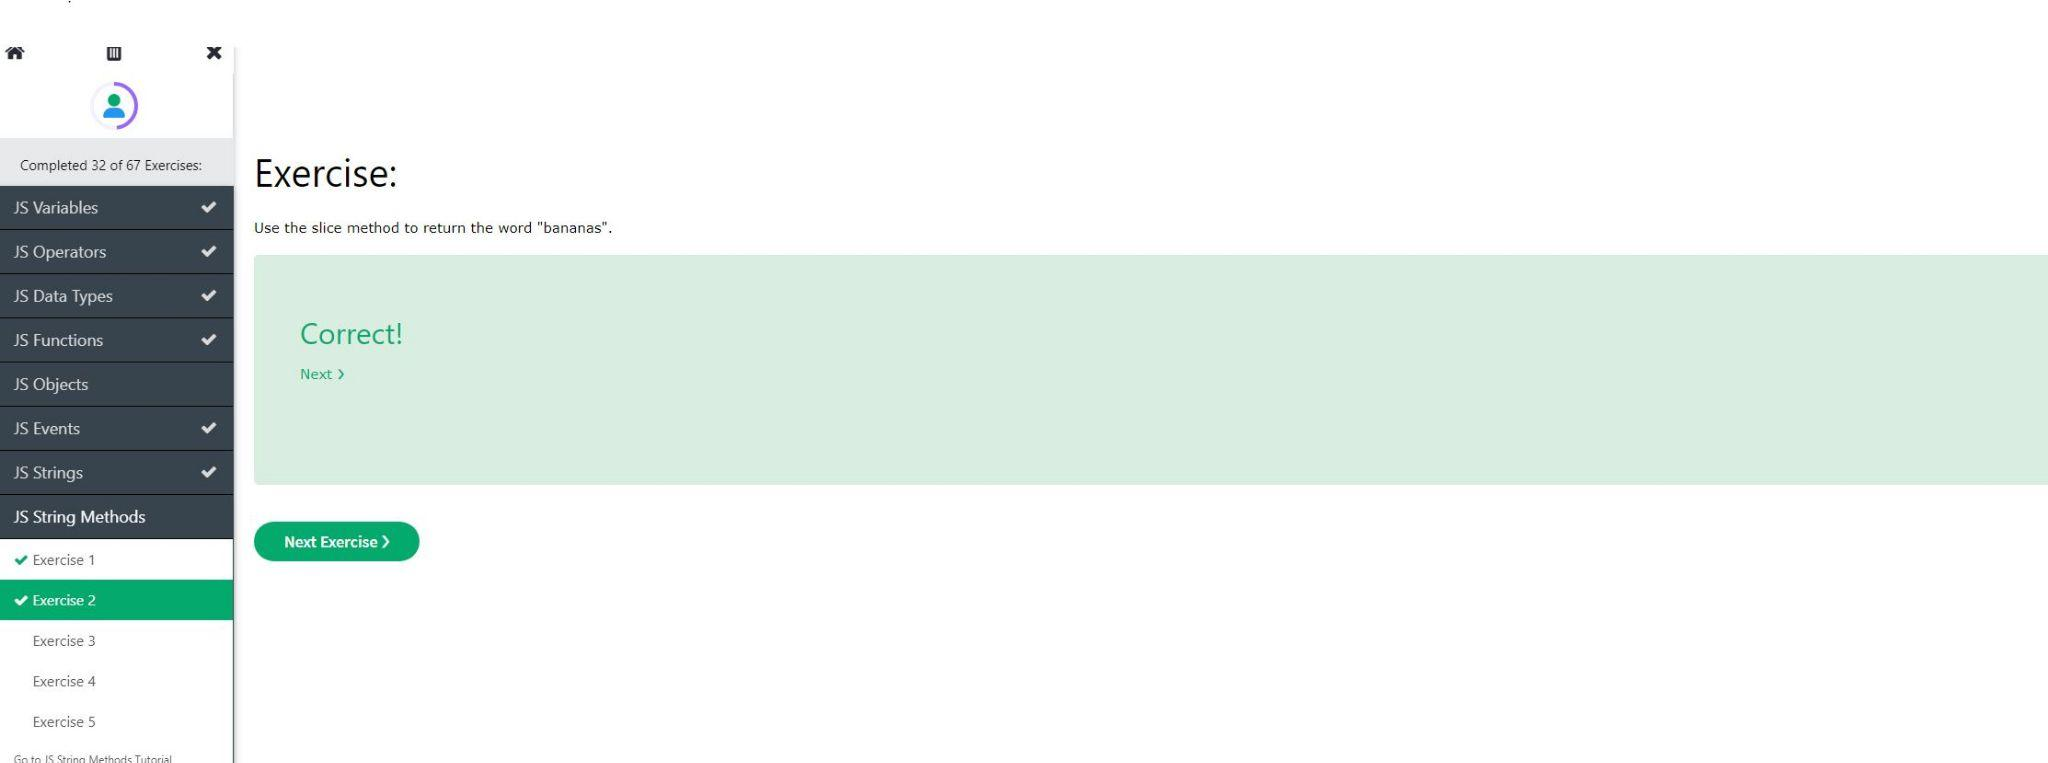 Completed 32 of 67 Exercises:
JS Variables
JS Operators
JS Data Types
JS Functions
JS Objects
JS Events
JS Strings
JS String Methods
Exercise 1
Exercise 2
Exercise 3
Exercise 4
Exercise 5
Go to JS String Methods Tutorial
Exercise:
Use the slice method to return the word "bananas".
Correct!
Next ❯
Next Exercise ❯